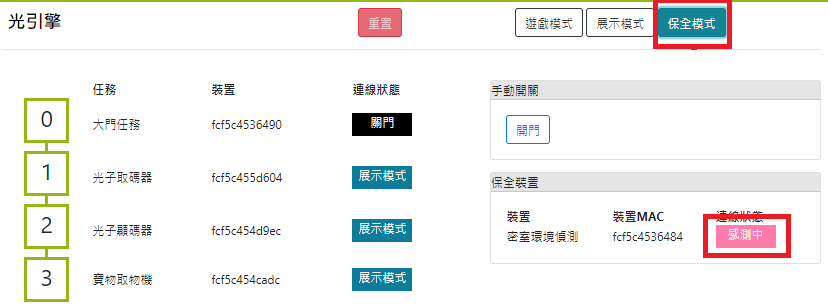 光引擎 重置 遊戲模式 展示模式 保全模式
任務 裝置 連線狀態
0 大門任務 fcf5c4536490 關門
1 光子取碼器 fcf5c455d604 展示模式
2 光子顯碼器 fcf5c454d9ec 展示模式
3 寶物取物機 fcf5c454cadc 展示模式
手動開關
開門
保全裝置
裝置 裝置MAC 連線狀態
密室環境偵測 fcf5c4536484 感測中